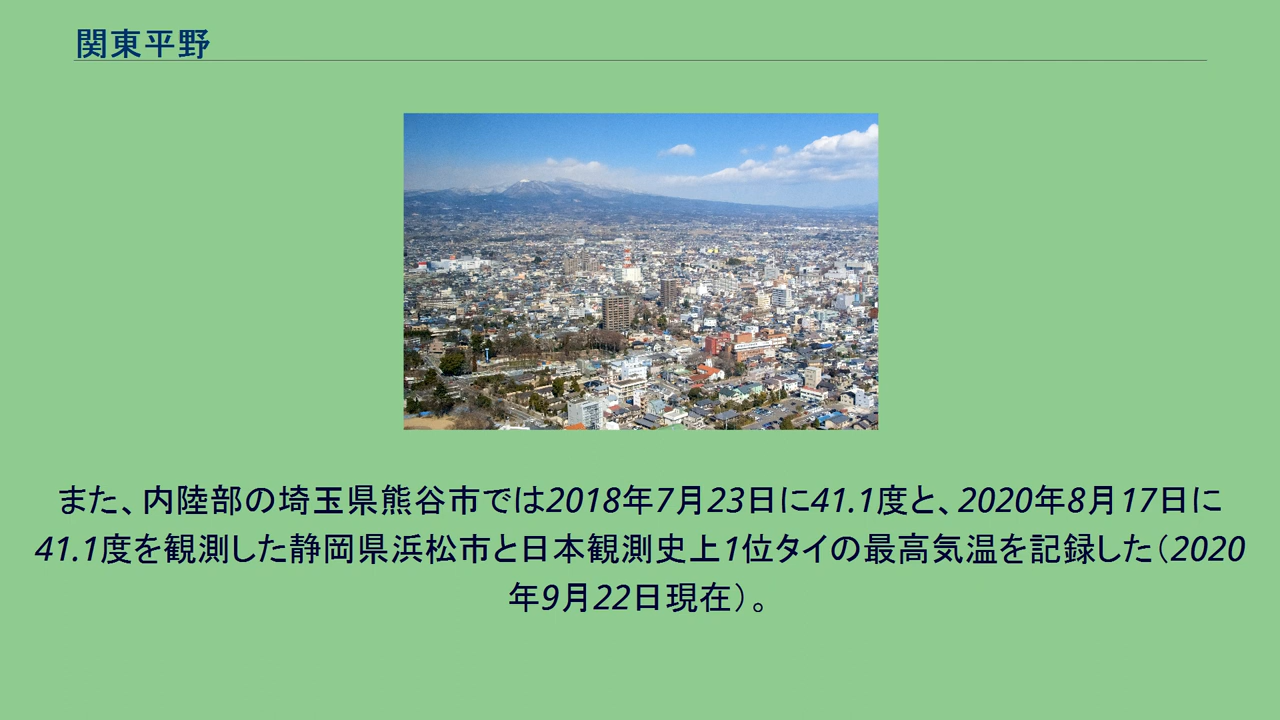 関東平野
また、内陸部の埼玉県熊谷市では2018年7月23日に41.1度と、2020年8月17日に
41.1度を観測した静岡県浜松市と日本観測史上1位タイの最高気温を記録した（2020
年9月22日現在）。